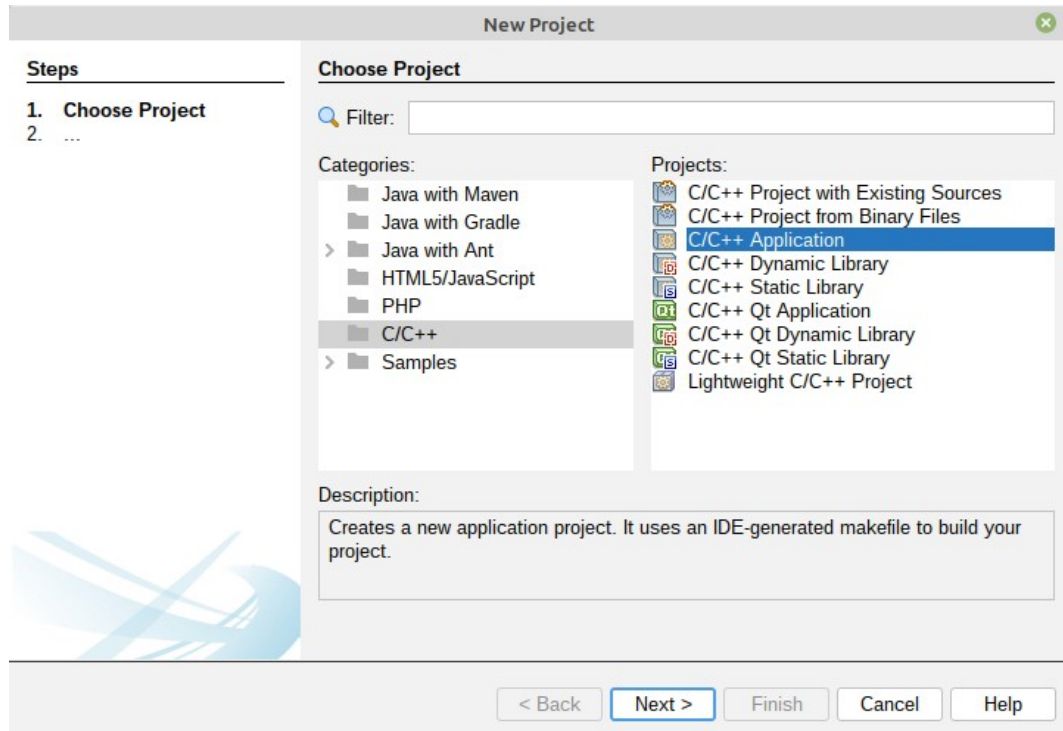 New Project
Steps
1. Choose Project
2. ...
Choose Project
Filter:
Categories:
Java with Maven
Java with Gradle
Java with Ant
HTML5/JavaScript
PHP
C/C++
Samples
Projects:
C/C++ Project with Existing Sources
C/C++ Project from Binary Files
C/C++ Application
C/C++ Dynamic Library
C/C++ Static Library
C/C++ Qt Application
C/C++ Qt Dynamic Library
C/C++ Qt Static Library
Lightweight C/C++ Project
Description:
Creates a new application project. It uses an IDE-generated makefile to build your
project.
< Back
Next >
Finish
Cancel
Help